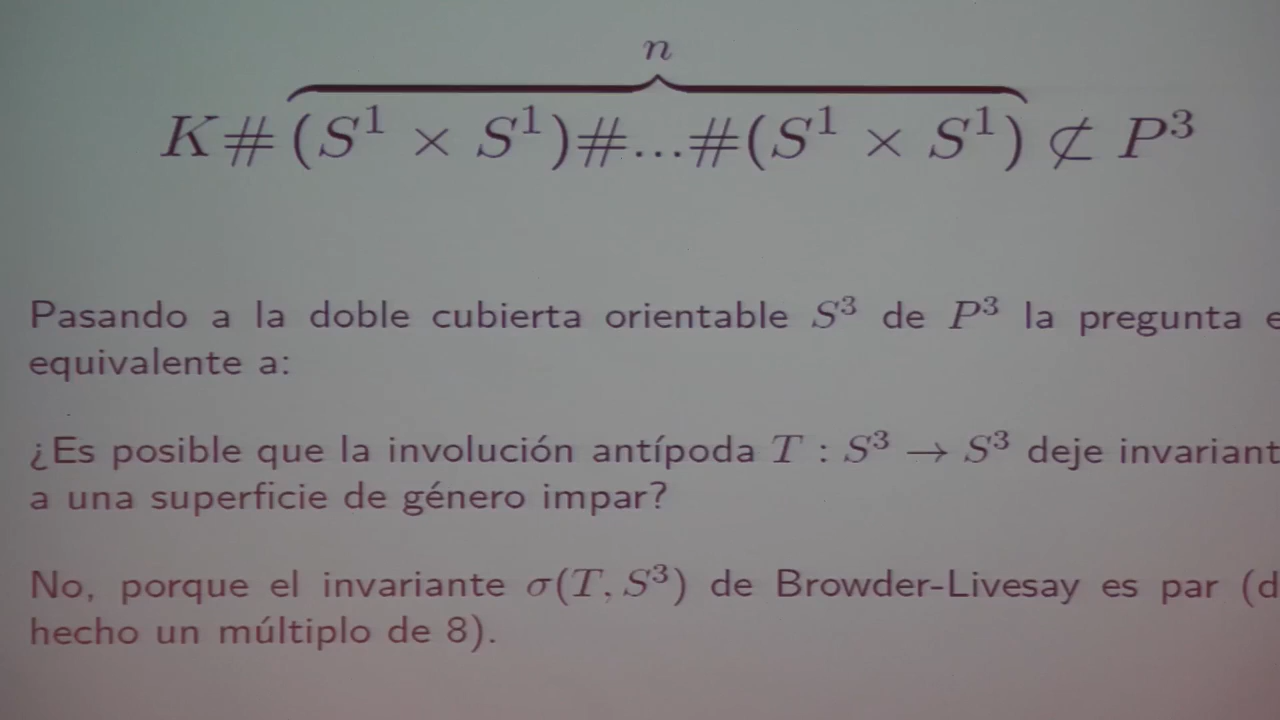 n
K#(S¹ × S¹)#...#(S¹ × S¹) ⊄ P³
Pasando a la doble cubierta orientable S³ de P³ la pregunta e
equivalente a:
¿Es posible que la involución antípoda T : S³ → S³ deje invariant
a una superficie de género impar?
No, porque el invariante σ(T, S³) de Browder-Livesay es par (d
hecho un múltiplo de 8).